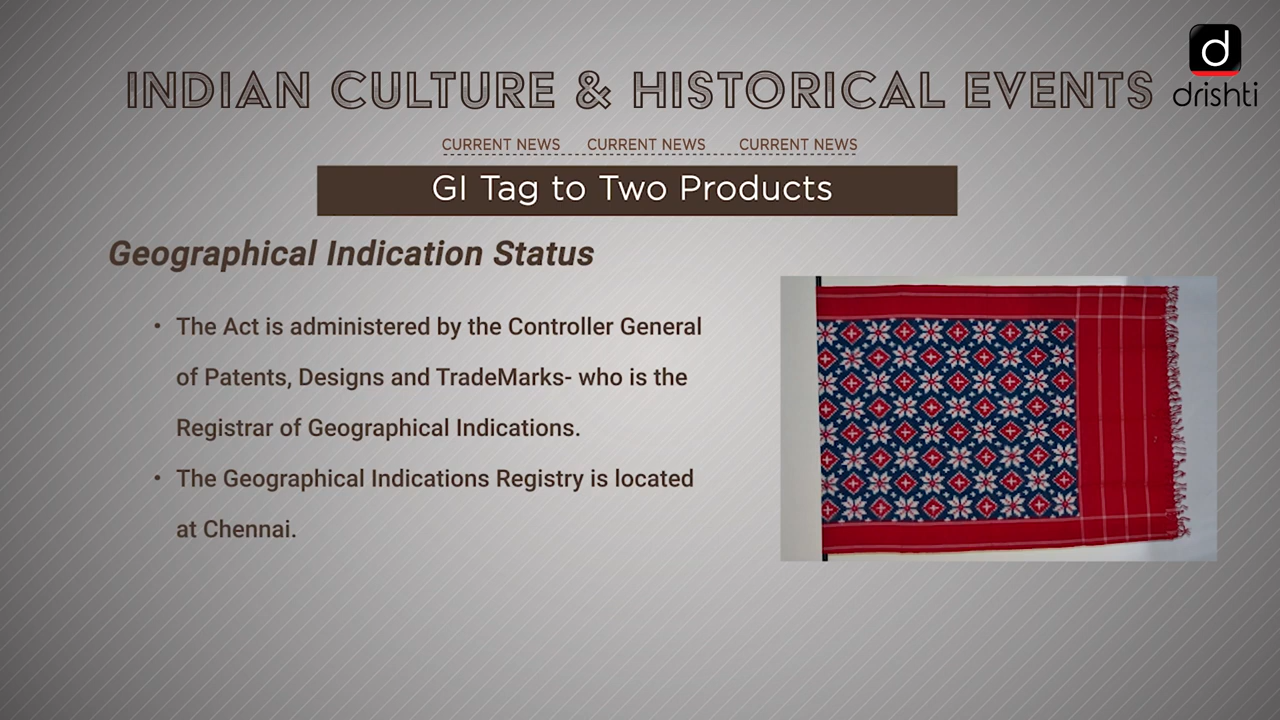 d
drishti
INDIAN CULTURE & HISTORICAL EVENTS
CURRENT NEWS CURRENT NEWS CURRENT NEWS
GI Tag to Two Products
Geographical Indication Status
• The Act is administered by the Controller General
of Patents, Designs and TradeMarks- who is the
Registrar of Geographical Indications.
• The Geographical Indications Registry is located
at Chennai.